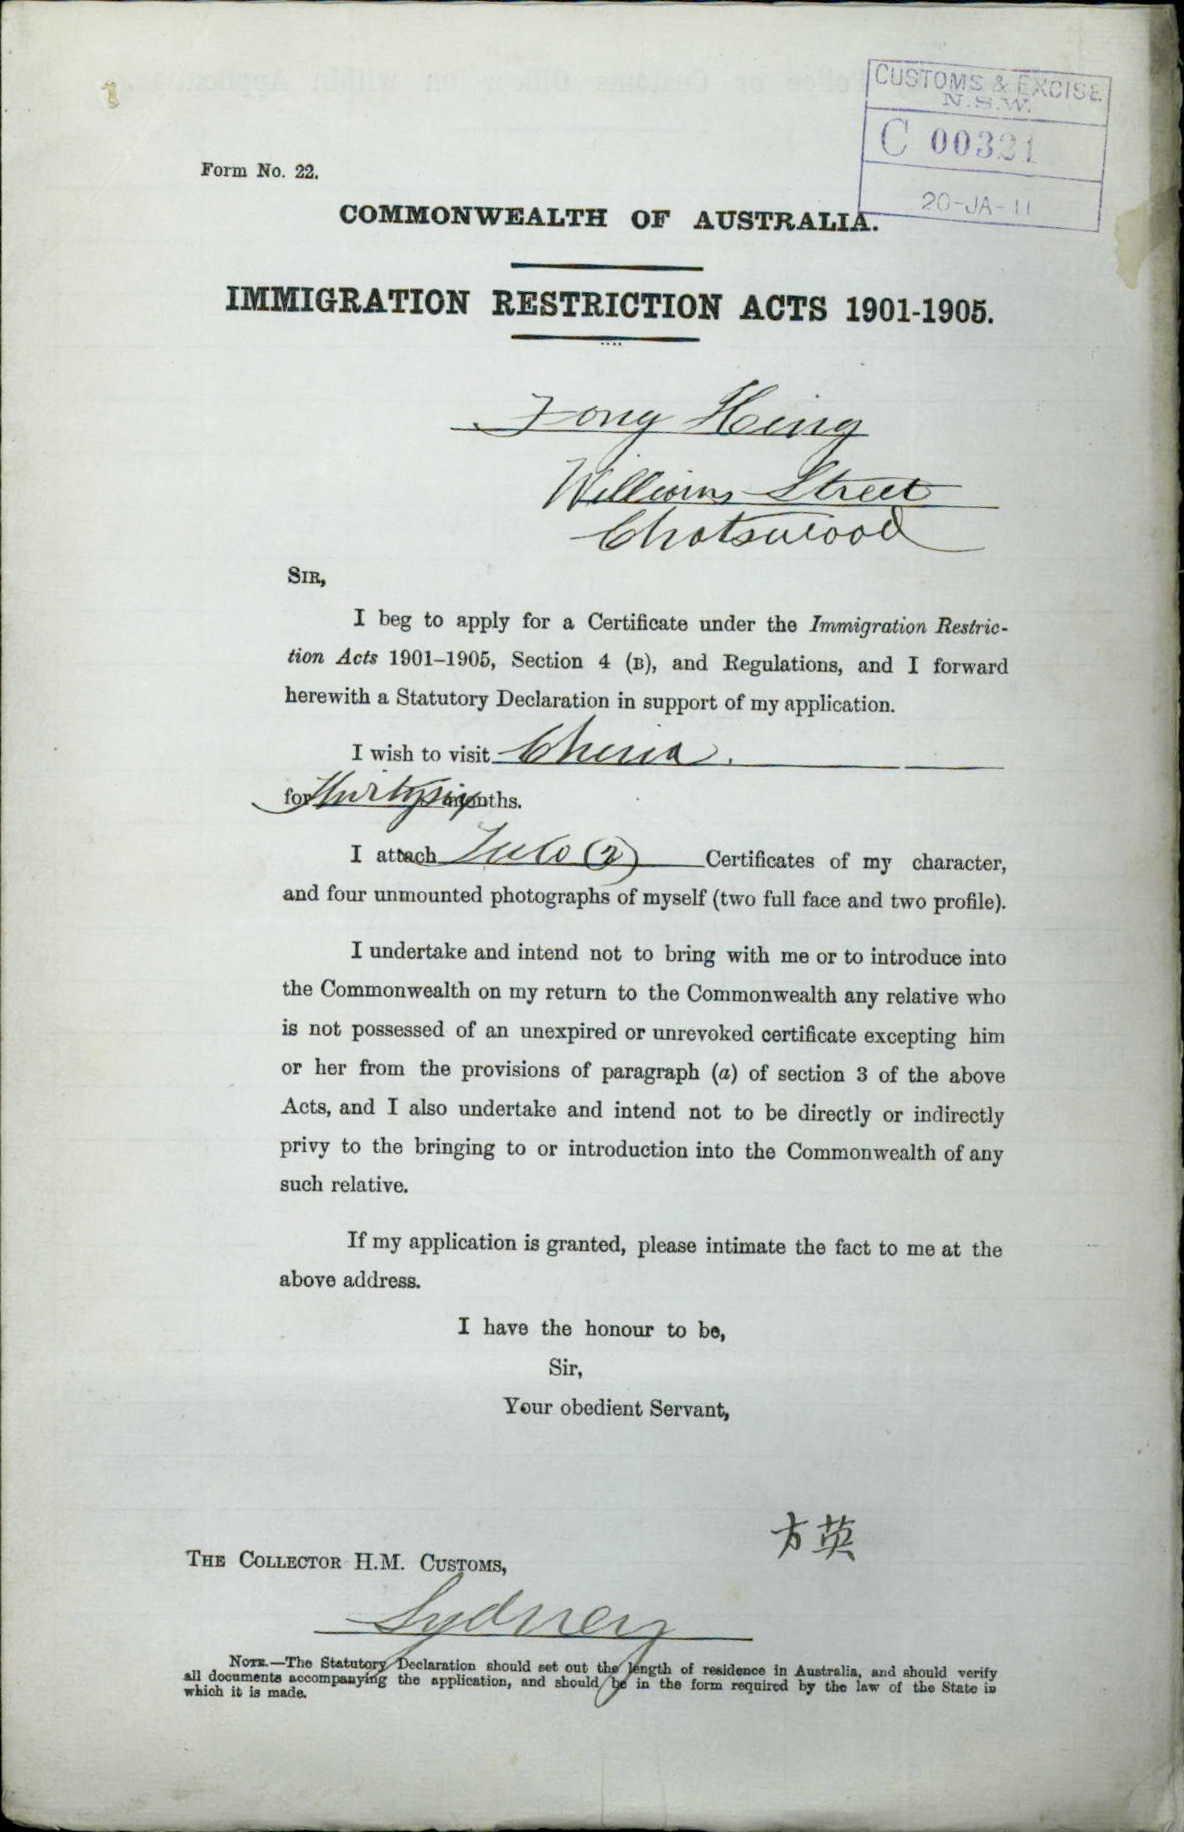 CUSTOMS & EXCISE
N.S.W.
C 00321
20-JA-11
Form No. 22.
COMMONWEALTH OF AUSTRALIA.
IMMIGRATION RESTRICTION ACTS 1901-1905.
Fong Hing
Williams Street
Chatswood
SIR,
I beg to apply for a Certificate under the Immigration Restric-
tion Acts 1901–1905, Section 4 (B), and Regulations, and I forward
herewith a Statutory Declaration in support of my application.
I wish to visit China.
for Thirtysix months.
I attach Two (2) Certificates of my character,
and four unmounted photographs of myself (two full face and two profile).
I undertake and intend not to bring with me or to introduce into
the Commonwealth on my return to the Commonwealth any relative who
is not possessed of an unexpired or unrevoked certificate excepting him
or her from the provisions of paragraph (a) of section 3 of the above
Acts, and I also undertake and intend not to be directly or indirectly
privy to the bringing to or introduction into the Commonwealth of any
such relative.
If my application is granted, please intimate the fact to me at the
above address.
I have the honour to be,
Sir,
Your obedient Servant,
方英
THE COLLECTOR H.M. CUSTOMS,
Sydney
NOTE.—The Statutory Declaration should set out the length of residence in Australia, and should verify
all documents accompanying the application, and should be in the form required by the law of the State in
which it is made.